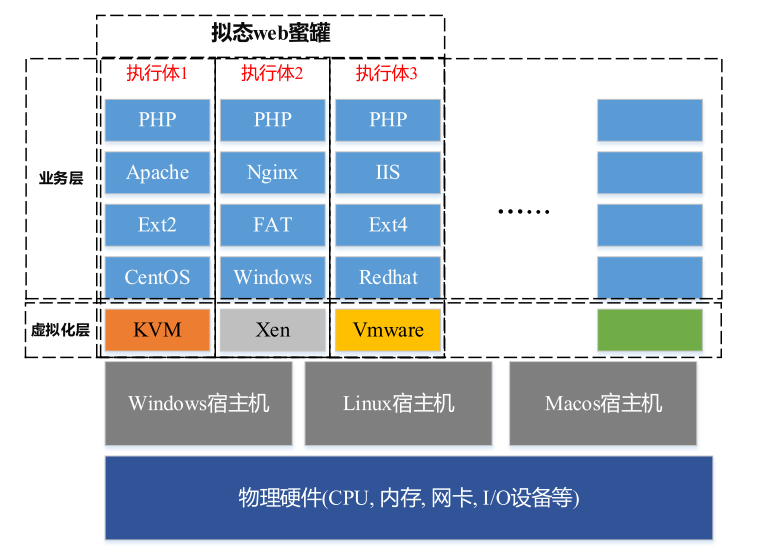 拟态web蜜罐
执行体1 执行体2 执行体3
PHP PHP PHP
业务层
Apache Nginx IIS
Ext2 FAT Ext4
......
CentOS Windows Redhat
虚拟化层
KVM Xen Vmware
Windows宿主机 Linux宿主机 Macos宿主机
物理硬件(CPU, 内存, 网卡, I/O设备等)